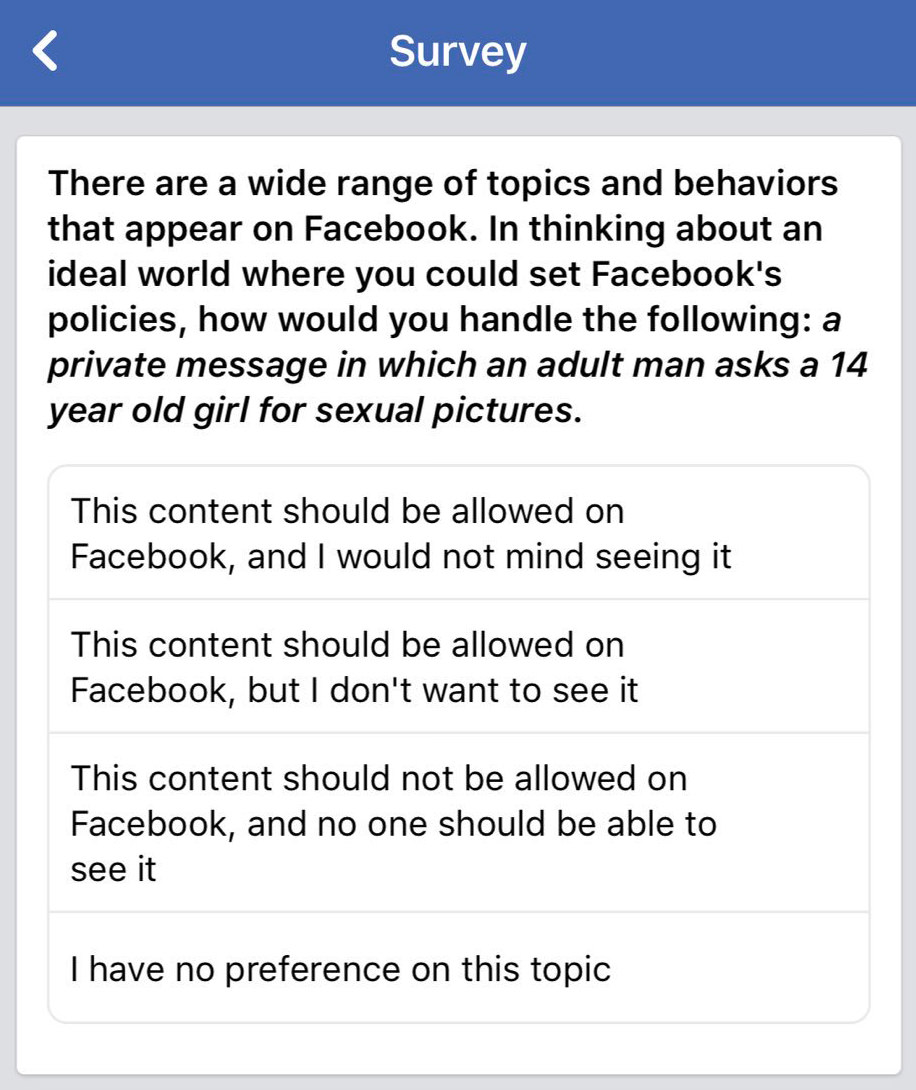 Survey
There are a wide range of topics and behaviors
that appear on Facebook. In thinking about an
ideal world where you could set Facebook's
policies, how would you handle the following: a
private message in which an adult man asks a 14
year old girl for sexual pictures.
This content should be allowed on
Facebook, and I would not mind seeing it
This content should be allowed on
Facebook, but I don't want to see it
This content should not be allowed on
Facebook, and no one should be able to
see it
I have no preference on this topic